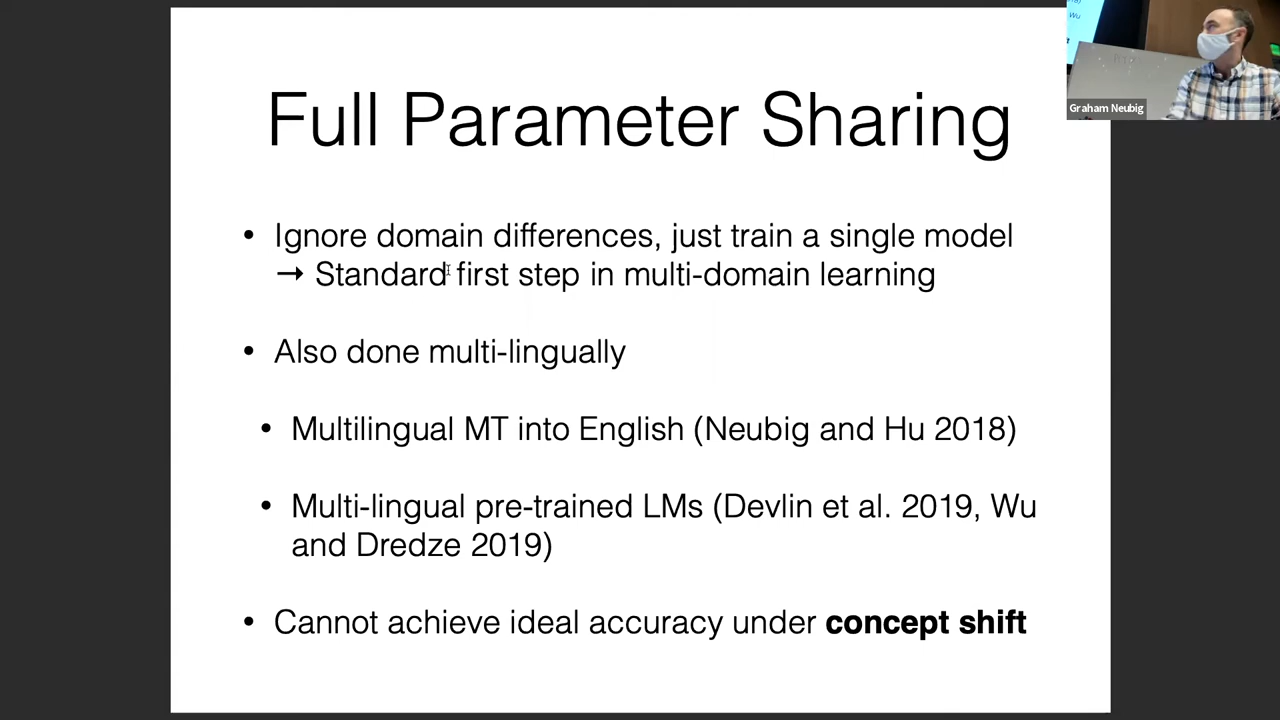 Full Parameter Sharing
• Ignore domain differences, just train a single model
→ Standard first step in multi-domain learning
• Also done multi-lingually
• Multilingual MT into English (Neubig and Hu 2018)
• Multi-lingual pre-trained LMs (Devlin et al. 2019, Wu
and Dredze 2019)
• Cannot achieve ideal accuracy under concept shift
Wu
Graham Neubig